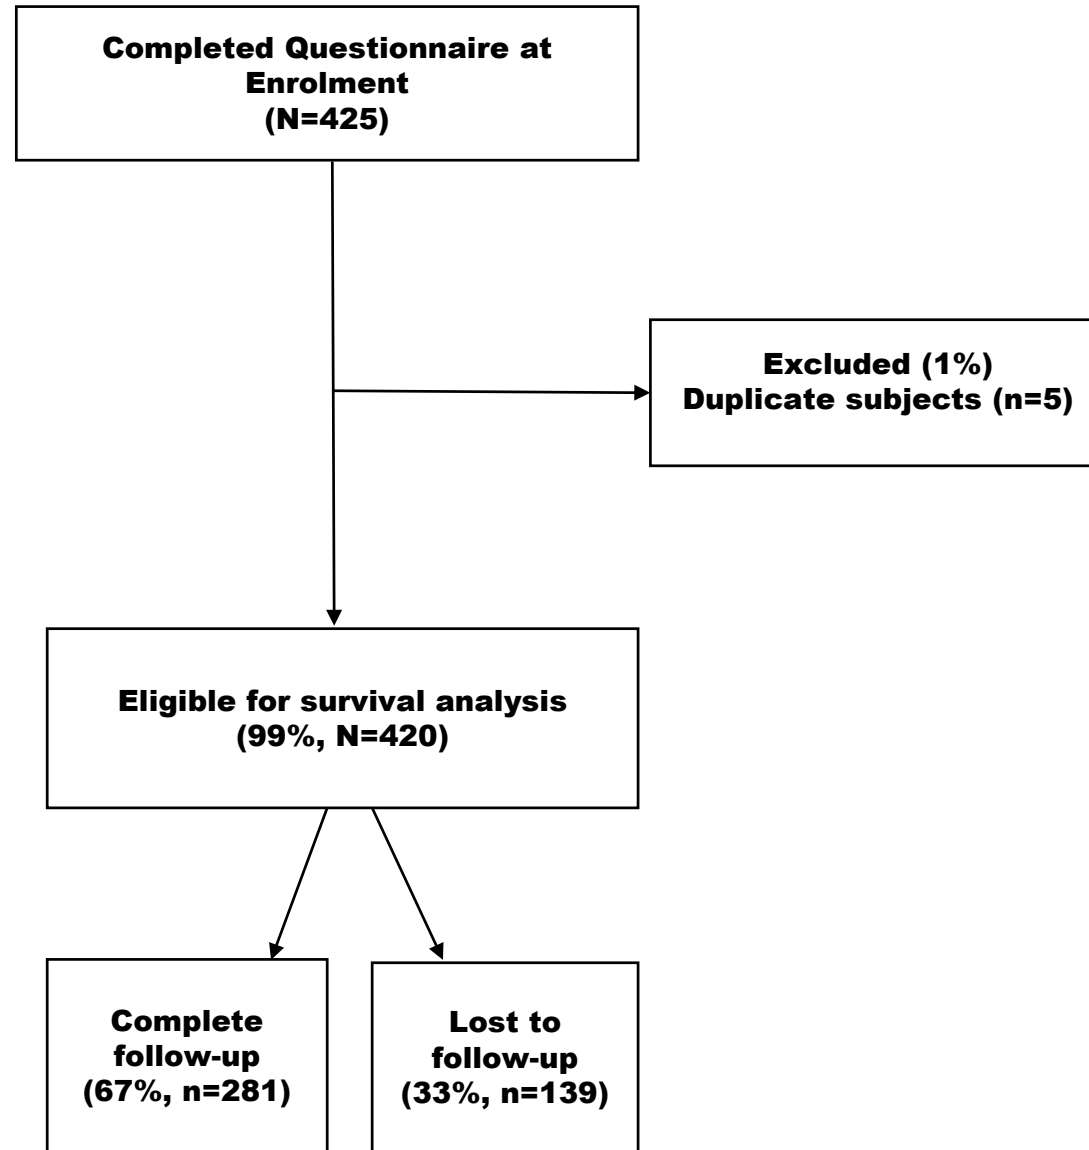 Completed Questionnaire at
Enrolment
(N=425)
Excluded (1%)
Duplicate subjects (n=5)
Eligible for survival analysis
(99%, N=420)
Complete
follow-up
(67%, n=281)
Lost to
follow-up
(33%, n=139)